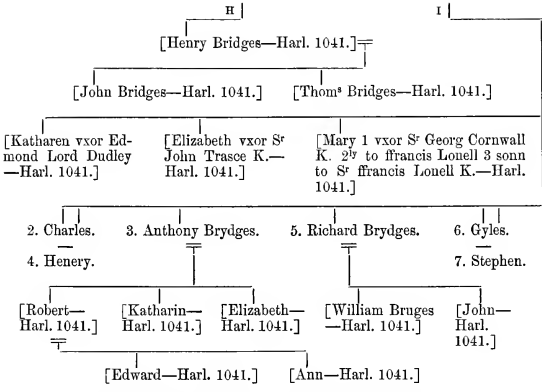 H I
[Henry Bridges—Harl. 1041.]
[John Bridges—Harl. 1041.] [Thomˢ Bridges—Harl. 1041.]
[Katharen vxor Ed-
mond Lord Dudley
—Harl. 1041.]
[Elizabeth vxor Sʳ
John Trasce K.—
Harl. 1041.]
[Mary 1 vxor Sʳ Georg Cornwall
K. 2ˡʸ to ffrancis Louell 3 sonn
to Sʳ ffrancis Louell K.—Harl.
1041.]
2. Charles.
4. Henery.
3. Anthony Brydges.
5. Richard Brydges.
6. Gyles.
7. Stephen.
[Robert—
Harl. 1041.]
[Katharin—
Harl. 1041.]
[Elizabeth—
Harl. 1041.]
[William Bruges
—Harl. 1041.]
[John—
Harl.
1041.]
[Edward—Harl. 1041.] [Ann—Harl. 1041.]